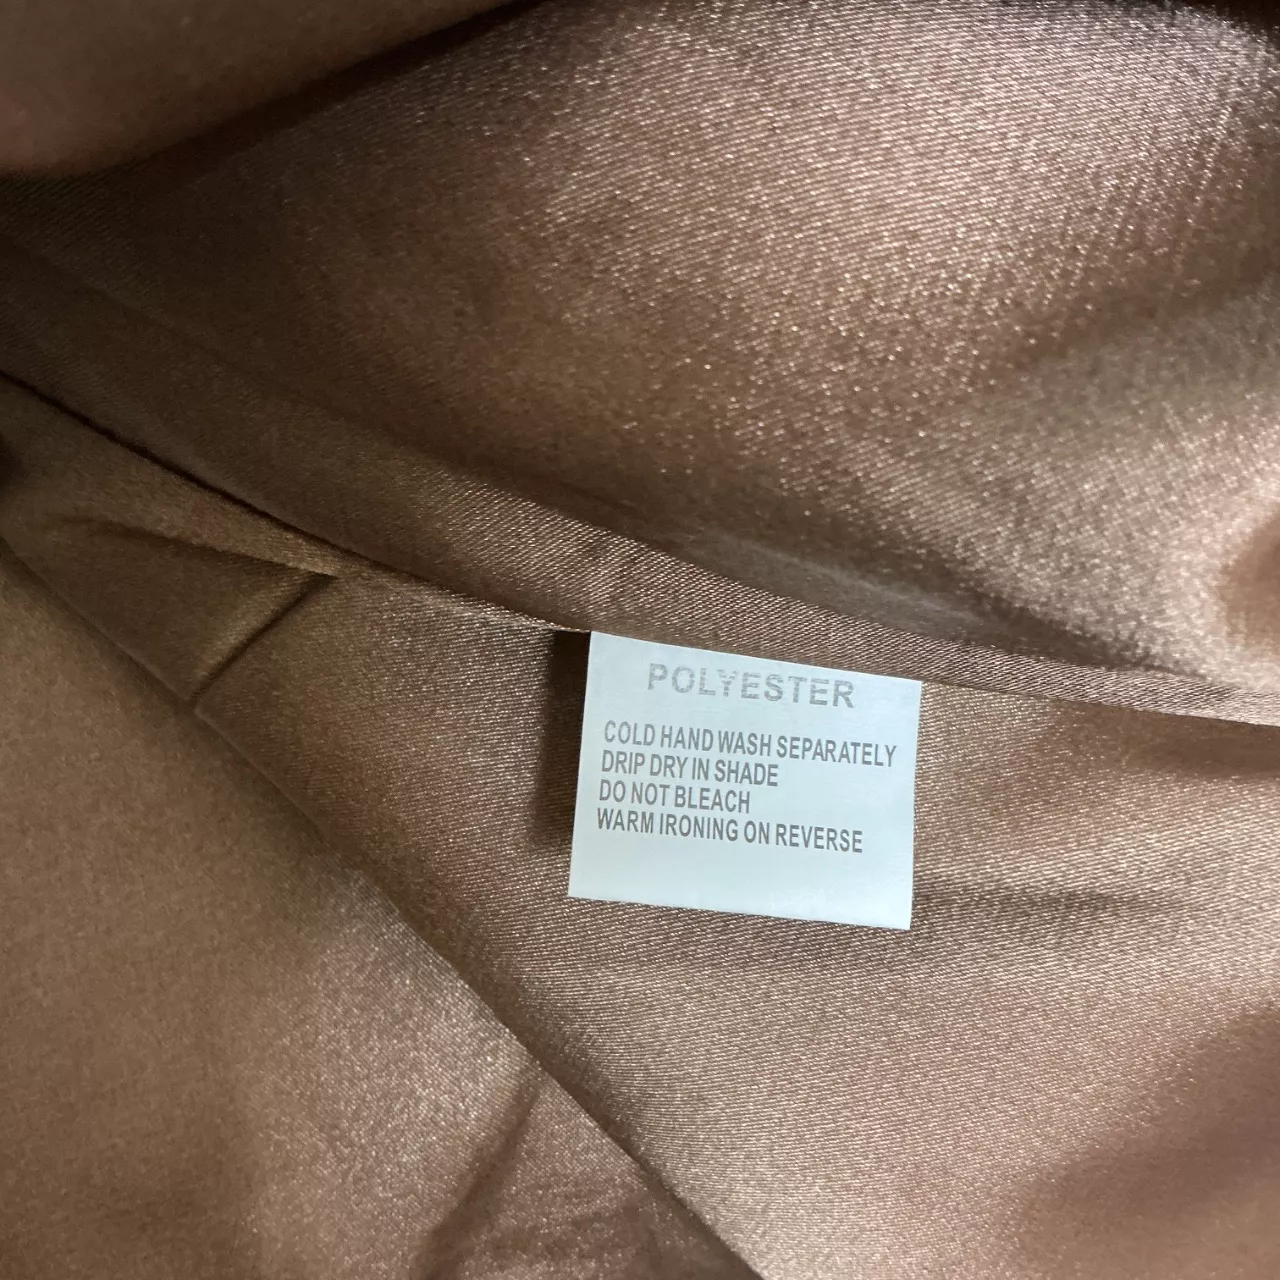 POLYESTER
COLD HAND WASH SEPARATELY
DRIP DRY IN SHADE
DO NOT BLEACH
WARM IRONING ON REVERSE